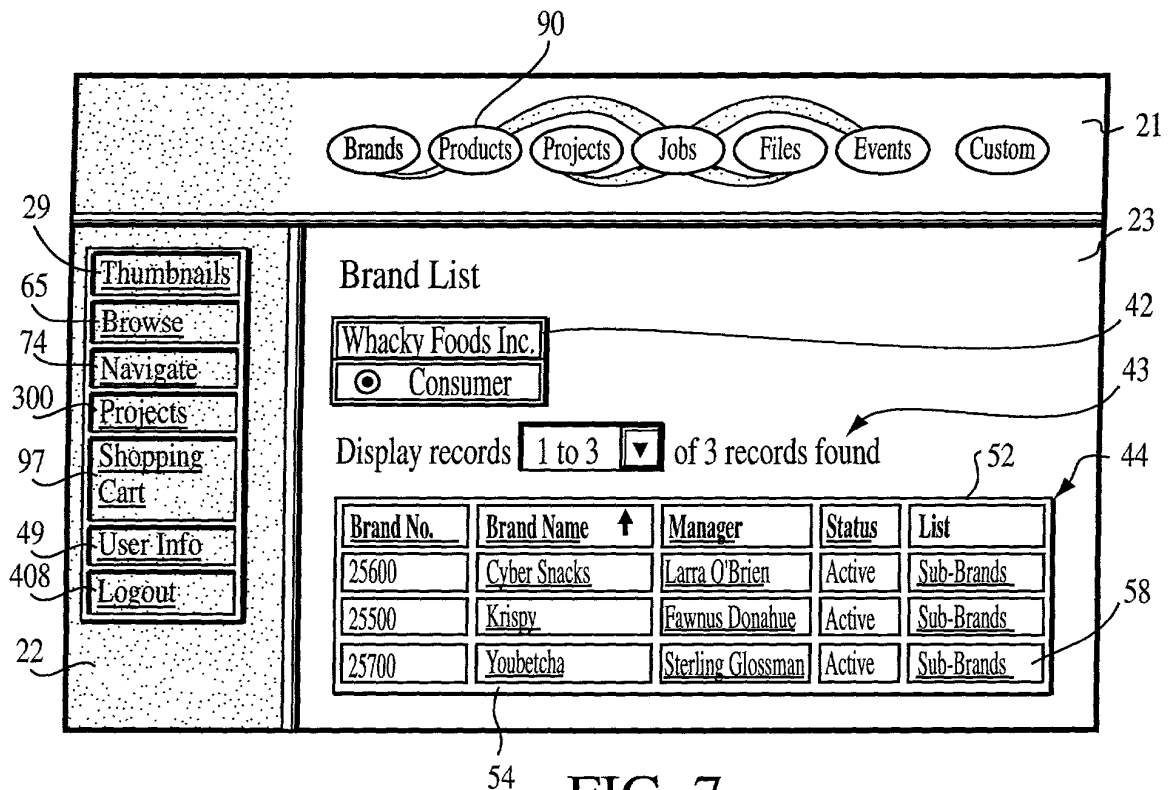 90
Brands Products Projects Jobs Files Events Custom
21
29
23
Thumbnails
Brand List
65
Browse
42
Whacky Foods Inc.
74
Navigate
Consumer
43
300
Projects
Display records 1 to 3 of 3 records found
97
Shopping
Cart
52
44
Brand No. Brand Name Manager Status List
49
User Info
25600 Cyber Snacks Larra O'Brien Active Sub-Brands
408
Logout
58
25500 Krispy Fawnus Donahue Active Sub-Brands
22
25700 Youbetcha Sterling Glossman Active Sub-Brands
54
FIG. 7